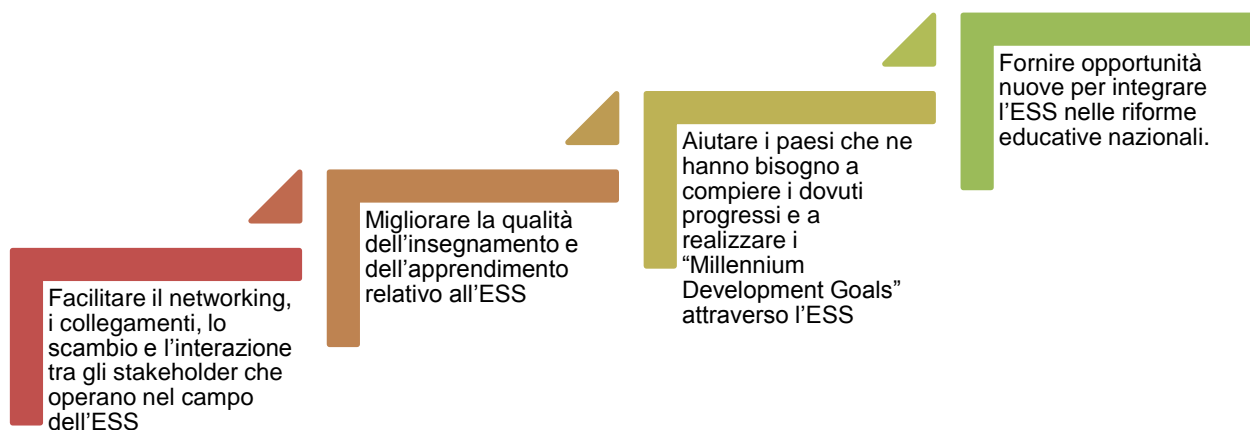 Facilitare il networking,
i collegamenti, lo
scambio e l’interazione
tra gli stakeholder che
operano nel campo
dell’ESS
Migliorare la qualità
dell’insegnamento e
dell’apprendimento
relativo all’ESS
Aiutare i paesi che ne
hanno bisogno a
compiere i dovuti
progressi e a
realizzare i
“Millennium
Development Goals”
attraverso l’ESS
Fornire opportunità
nuove per integrare
l’ESS nelle riforme
educative nazionali.